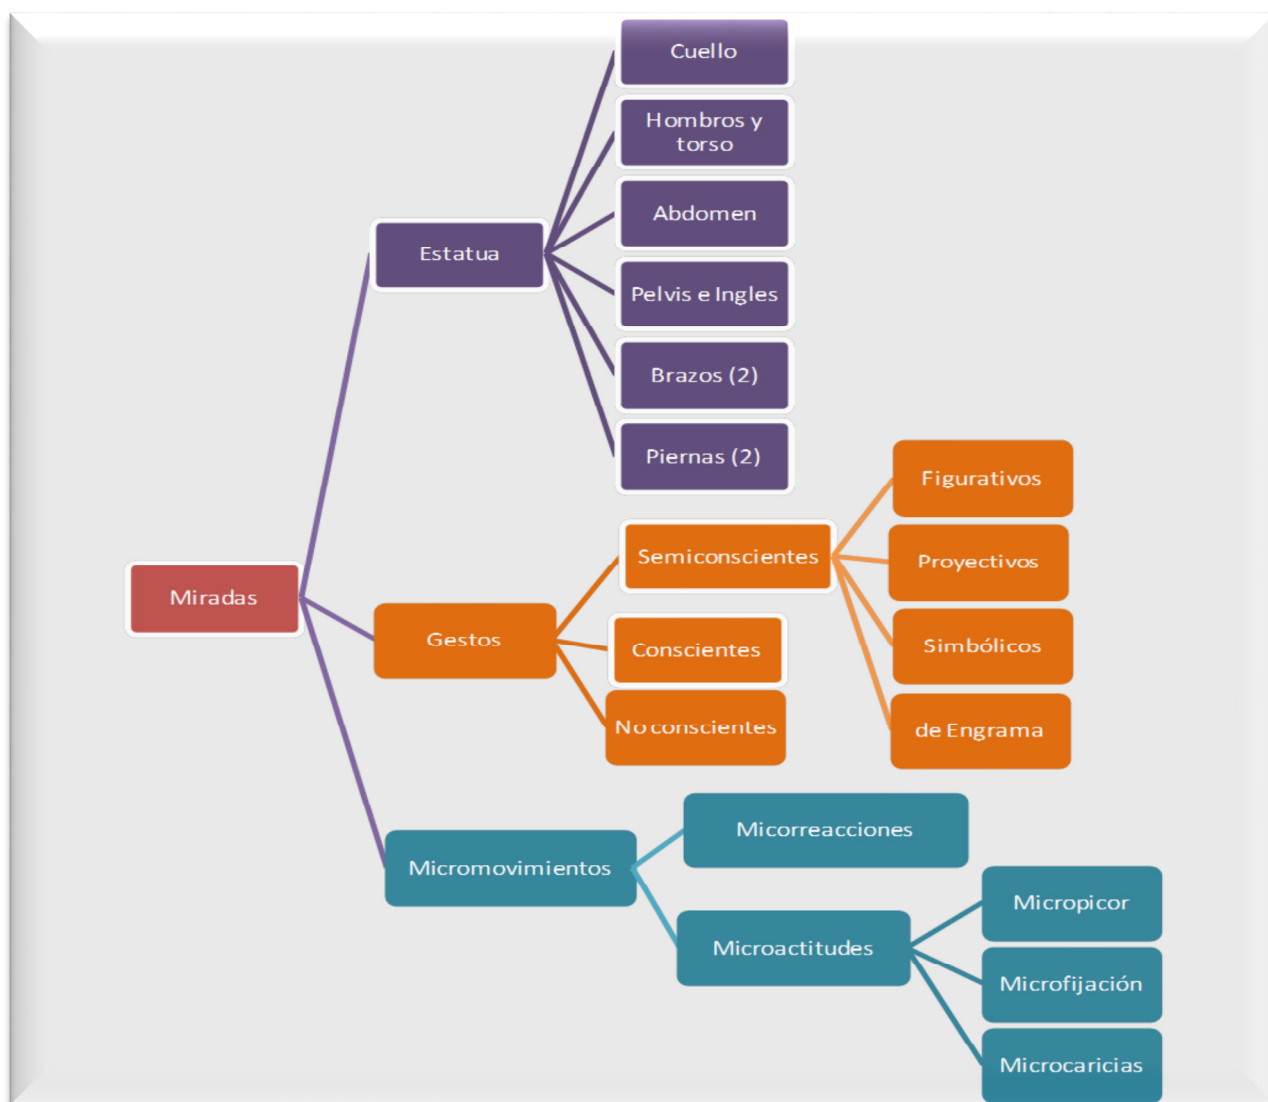 Cuello
Hombros y
torso
Abdomen
Estatua
Pelvis e Ingles
Brazos (2)
Piernas (2)
Figurativos
Semiconscientes
Proyectivos
Miradas
Gestos
Conscientes
Simbólicos
No conscientes
de Engrama
Micorreacciones
Micromovimientos
Micropicor
Microactitudes
Microfijación
Microcaricias